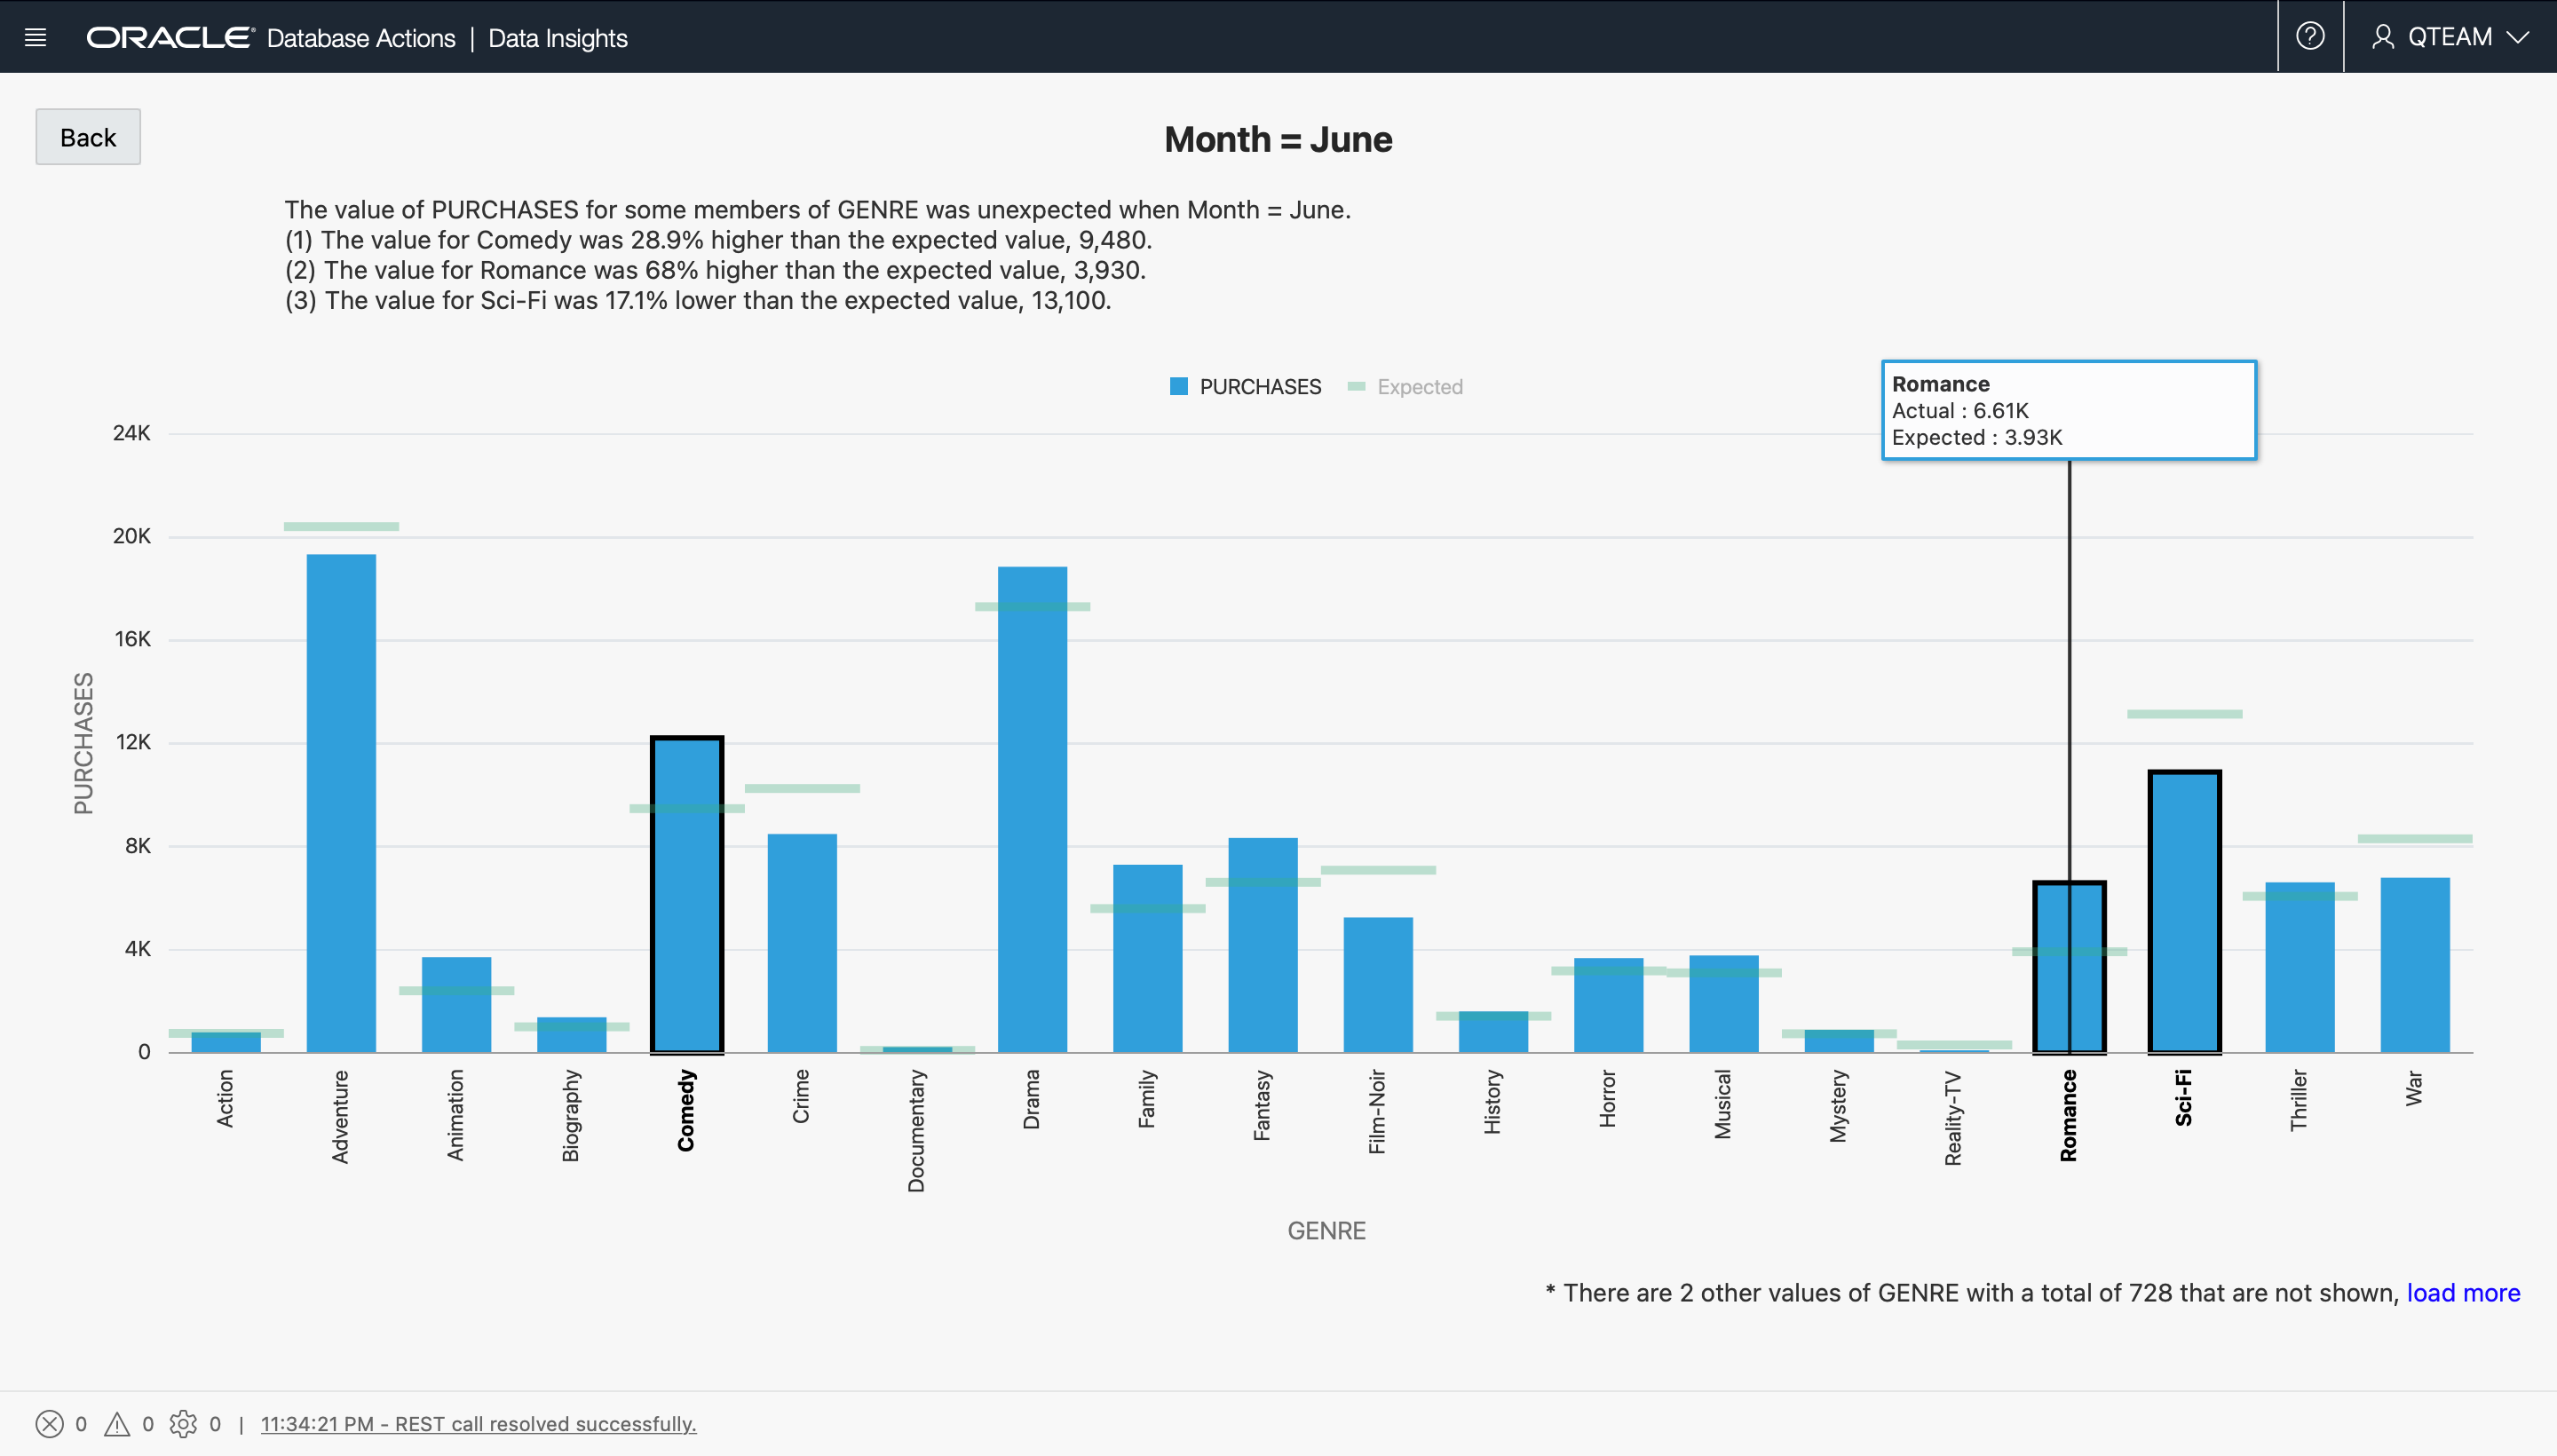 ORACLE Database Actions | Data Insights
QTEAM
Back
Month = June
The value of PURCHASES for some members of GENRE was unexpected when Month = June.
(1) The value for Comedy was 28.9% higher than the expected value, 9,480.
(2) The value for Romance was 68% higher than the expected value, 3,930.
(3) The value for Sci-Fi was 17.1% lower than the expected value, 13,100.
PURCHASES
Expected
Romance
Actual : 6.61K
Expected : 3.93K
24K
20K
16K
12K
8K
4K
0
PURCHASES
Action
Adventure
Animation
Biography
Comedy
Crime
Documentary
Drama
Family
Fantasy
Film-Noir
History
Horror
Musical
Mystery
Reality-TV
Romance
Sci-Fi
Thriller
War
GENRE
* There are 2 other values of GENRE with a total of 728 that are not shown, load more
0 0 0 | 11:34:21 PM - REST call resolved successfully.